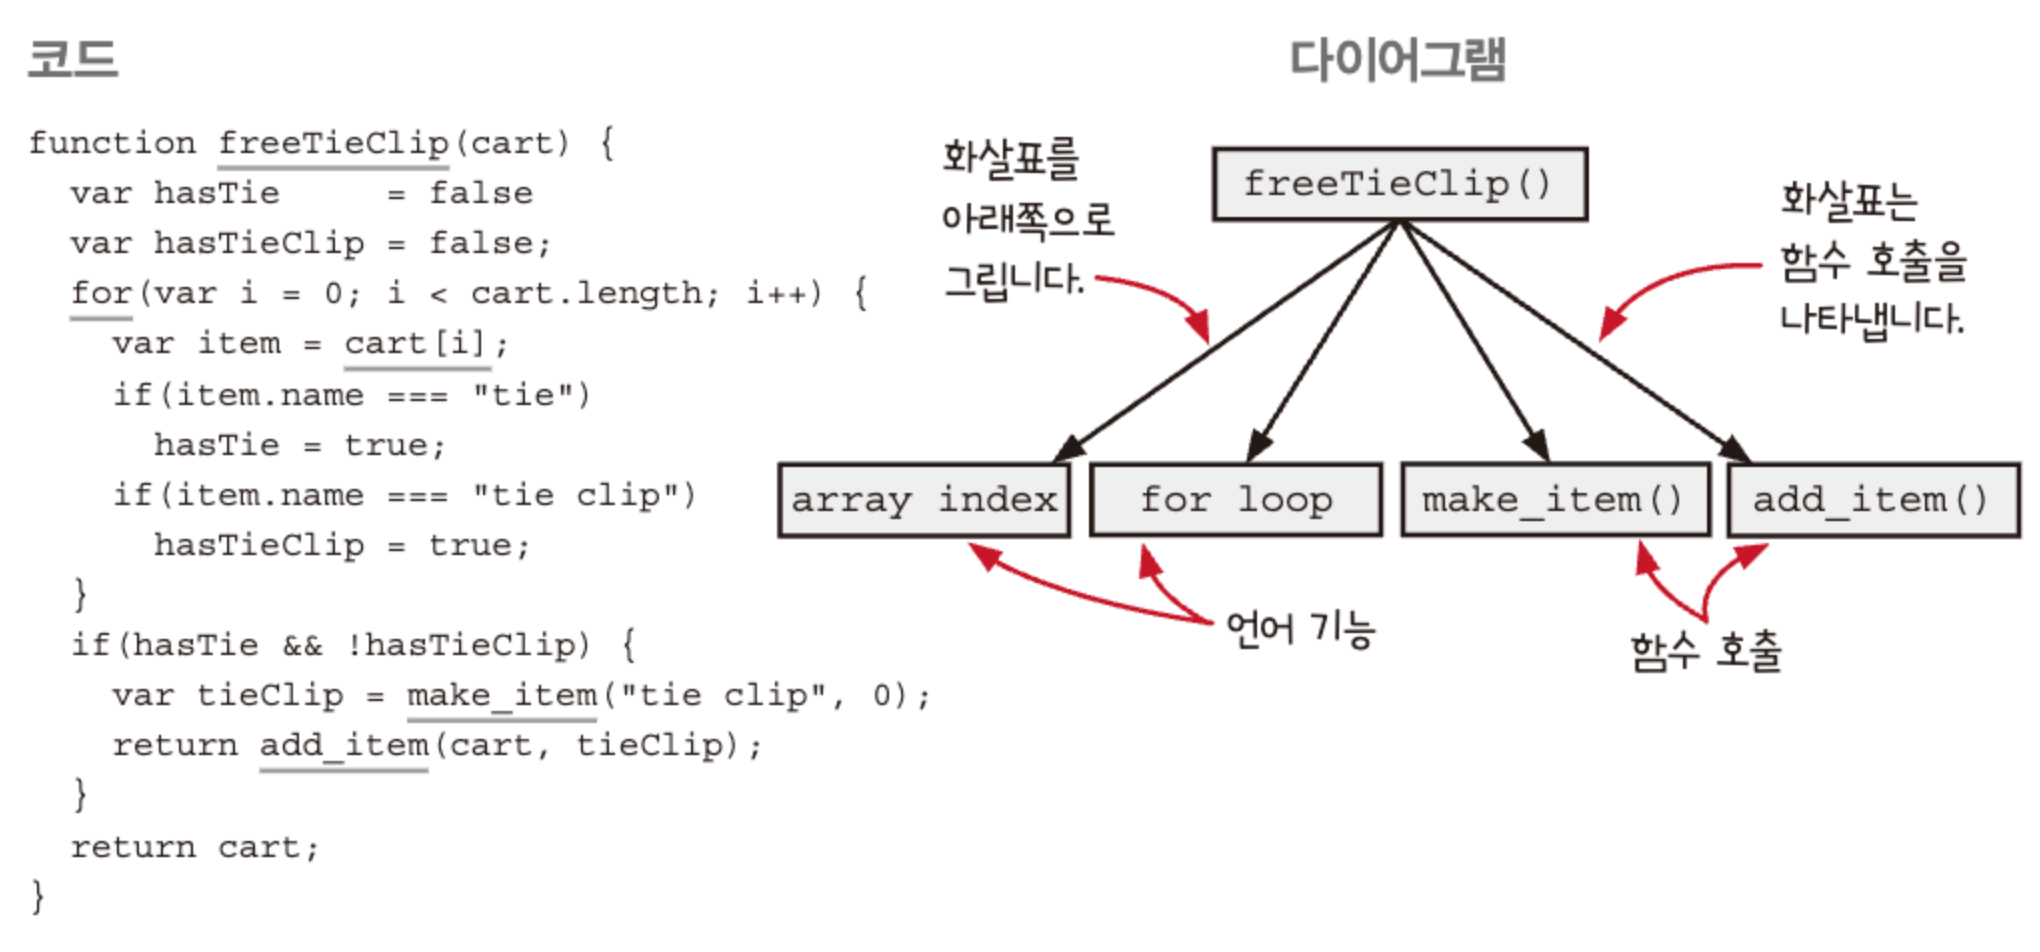 코드
function freeTieClip(cart) {
var hasTie = false
var hasTieClip = false;
for(var i = 0; i < cart.length; i++) {
var item = cart[i];
if(item.name === "tie")
hasTie = true;
if(item.name === "tie clip")
hasTieClip = true;
}
if(hasTie && !hasTieClip) {
var tieClip = make_item("tie clip", 0);
return add_item(cart, tieClip);
}
return cart;
}
다이어그램
화살표를
아래쪽으로
그립니다.
freeTieClip()
화살표는
함수 호출을
나타냅니다.
array index
for loop
make_item()
add_item()
언어 기능
함수 호출